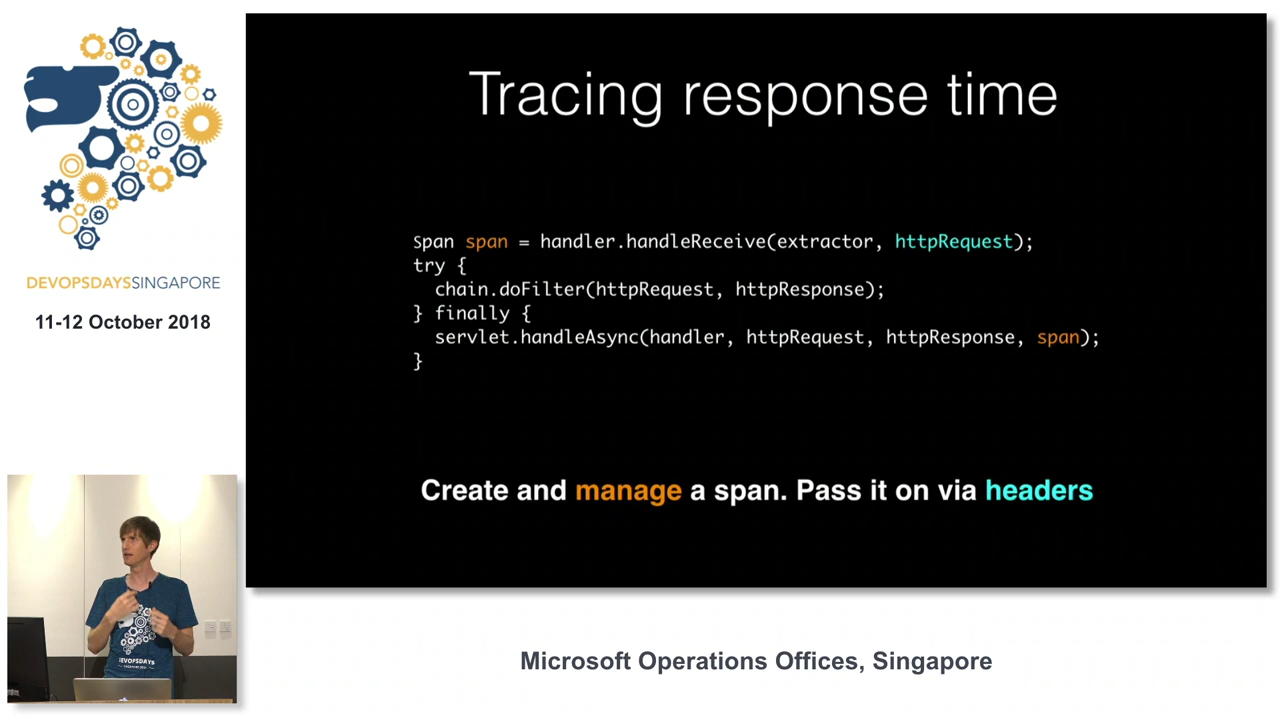 DEVOPSDAYSSINGAPORE
11-12 October 2018
Tracing response time
Span span = handler.handleReceive(extractor, httpRequest);
try {
chain.doFilter(httpRequest, httpResponse);
} finally {
servlet.handleAsync(handler, httpRequest, httpResponse, span);
}
Create and manage a span. Pass it on via headers
DEVOPSDAYS
Microsoft Operations Offices, Singapore